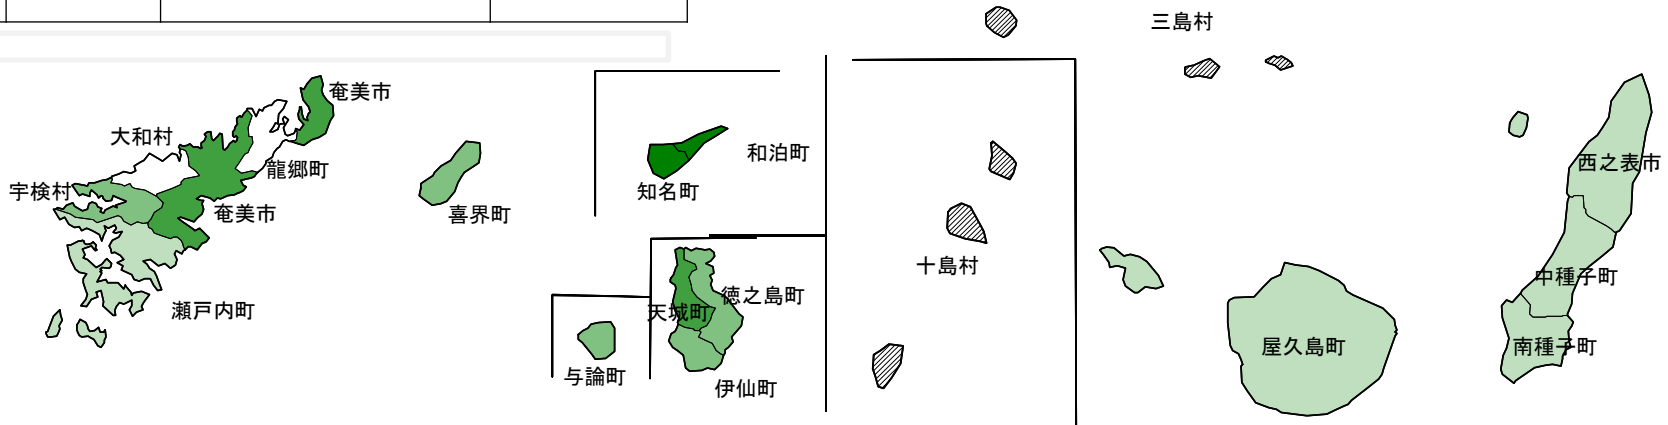 三島村
奄美市
大和村
和泊町
西之表市
龍郷町
宇検村
知名町
奄美市
喜界町
十島村
中種子町
徳之島町
瀬戸内町
天城町
屋久島町
南種子町
与論町
伊仙町